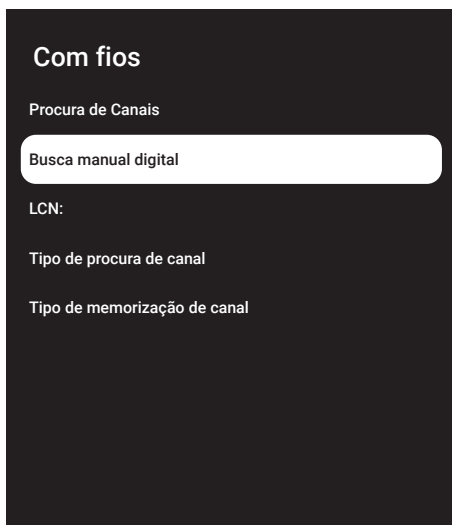 Com fios
Procura de Canais
Busca manual digital
LCN:
Tipo de procura de canal
Tipo de memorização de canal